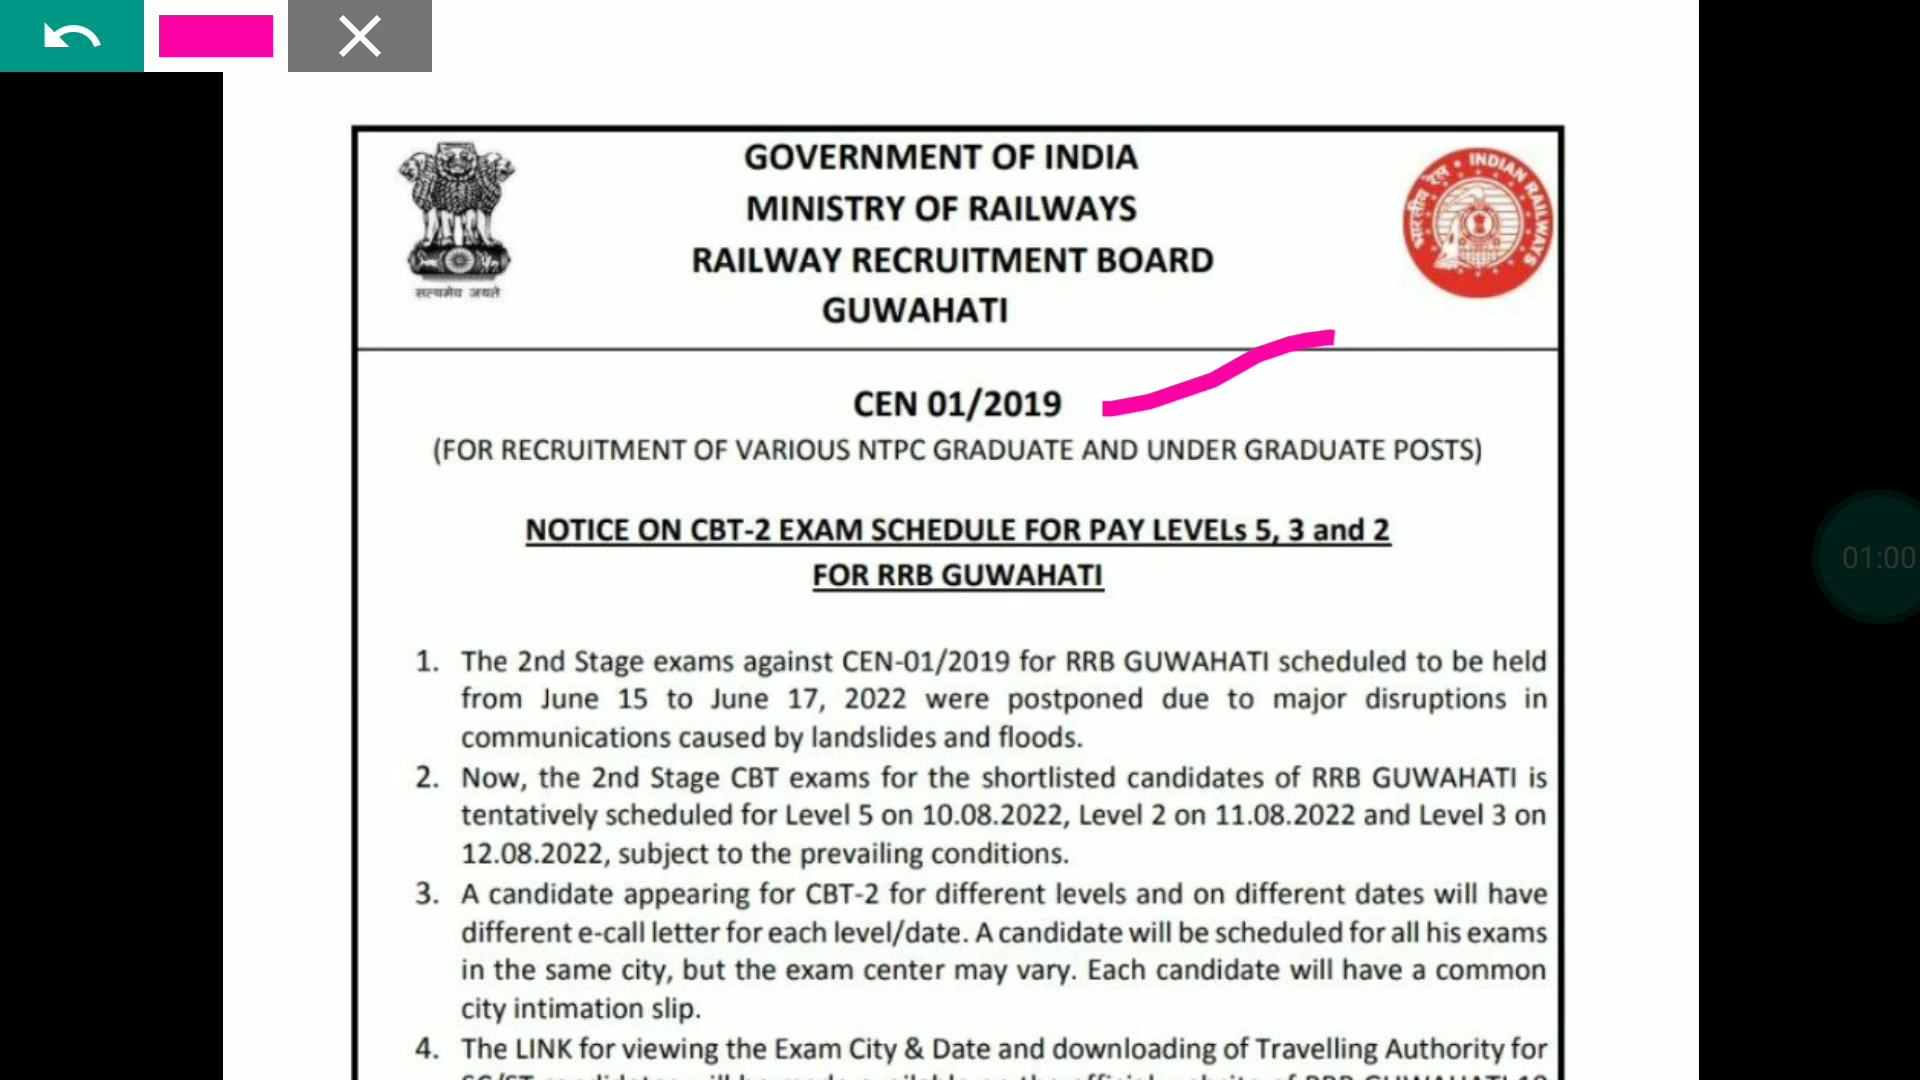 GOVERNMENT OF INDIA
MINISTRY OF RAILWAYS
RAILWAY RECRUITMENT BOARD
GUWAHATI
सत्यमेव जयते
भारतीय रेल • INDIAN RAILWAYS
CEN 01/2019
(FOR RECRUITMENT OF VARIOUS NTPC GRADUATE AND UNDER GRADUATE POSTS)
NOTICE ON CBT-2 EXAM SCHEDULE FOR PAY LEVELs 5, 3 and 2
FOR RRB GUWAHATI
01:00
1. The 2nd Stage exams against CEN-01/2019 for RRB GUWAHATI scheduled to be held
from June 15 to June 17, 2022 were postponed due to major disruptions in
communications caused by landslides and floods.
2. Now, the 2nd Stage CBT exams for the shortlisted candidates of RRB GUWAHATI is
tentatively scheduled for Level 5 on 10.08.2022, Level 2 on 11.08.2022 and Level 3 on
12.08.2022, subject to the prevailing conditions.
3. A candidate appearing for CBT-2 for different levels and on different dates will have
different e-call letter for each level/date. A candidate will be scheduled for all his exams
in the same city, but the exam center may vary. Each candidate will have a common
city intimation slip.
4. The LINK for viewing the Exam City & Date and downloading of Travelling Authority for